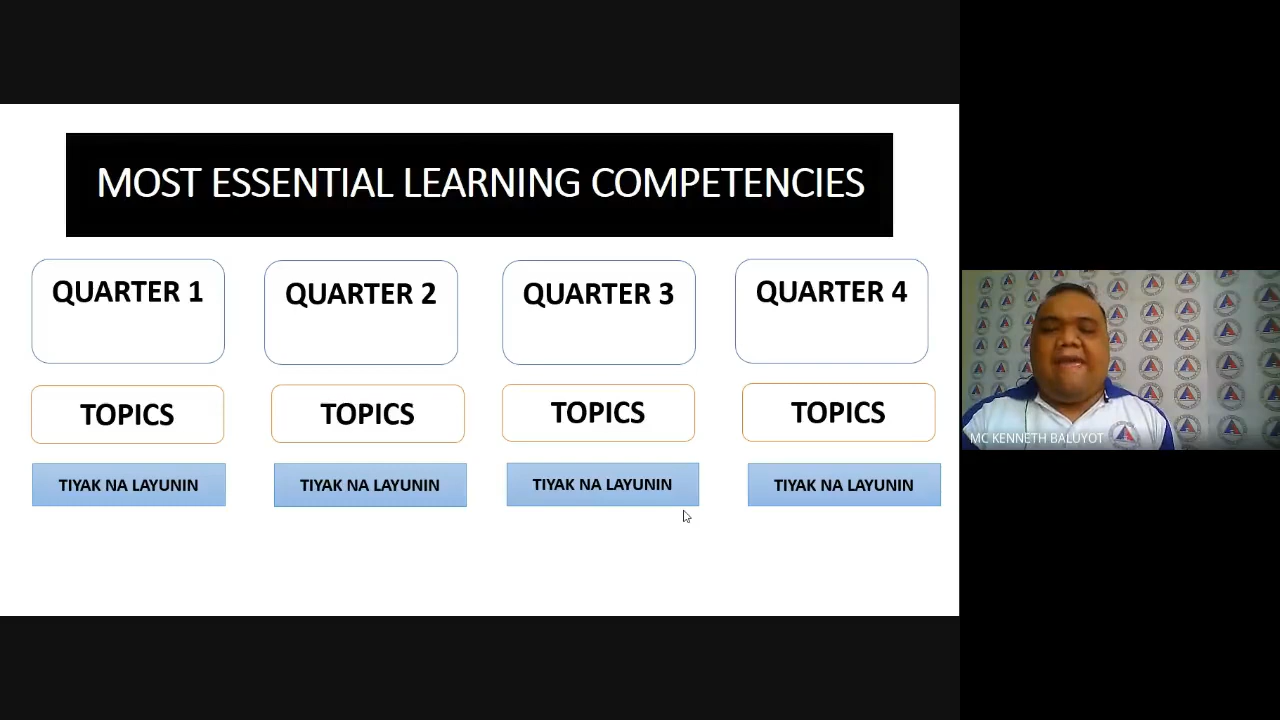 MOST ESSENTIAL LEARNING COMPETENCIES
QUARTER 1
QUARTER 2
QUARTER 3
QUARTER 4
TOPICS
TOPICS
TOPICS
TOPICS
TIYAK NA LAYUNIN
TIYAK NA LAYUNIN
TIYAK NA LAYUNIN
TIYAK NA LAYUNIN
MC KENNETH BALUYOT